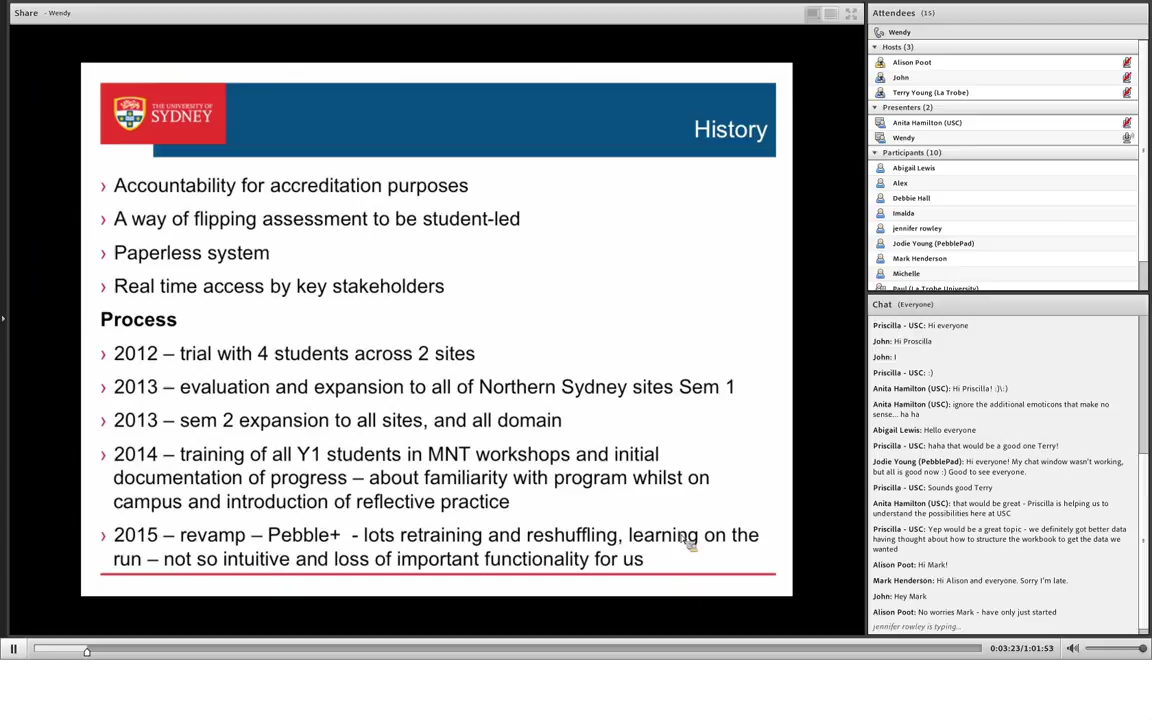 Share - Wendy
THE UNIVERSITY OF
SYDNEY
History
› Accountability for accreditation purposes
› A way of flipping assessment to be student-led
› Paperless system
› Real time access by key stakeholders
Process
› 2012 – trial with 4 students across 2 sites
› 2013 – evaluation and expansion to all of Northern Sydney sites Sem 1
› 2013 – sem 2 expansion to all sites, and all domain
› 2014 – training of all Y1 students in MNT workshops and initial
documentation of progress – about familiarity with program whilst on
campus and introduction of reflective practice
› 2015 – revamp – Pebble+ - lots retraining and reshuffling, learning on the
run – not so intuitive and loss of important functionality for us
Attendees (15)
Wendy
Hosts (3)
Alison Poot
John
Terry Young (La Trobe)
Presenters (2)
Anita Hamilton (USC)
Wendy
Participants (10)
Abigail Lewis
Alex
Debbie Hall
Imalda
jennifer rowley
Jodie Young (PebblePad)
Mark Henderson
Michelle
Paul (La Trobe University)
Chat (Everyone)
Priscilla - USC: Hi everyone
John: Hi Proscilla
John: I
Priscilla - USC: :)
Anita Hamilton (USC): Hi Priscilla! :)\:)
Anita Hamilton (USC): ignore the additional emoticons that make no
sense... ha ha
Abigail Lewis: Hello everyone
Priscilla - USC: haha that would be a good one Terry!
Jodie Young (PebblePad): Hi everyone! My chat window wasn't working,
but all is good now :) Good to see everyone.
Priscilla - USC: Sounds good Terry
Anita Hamilton (USC): that would be great - Priscilla is helping us to
understand the possibilities here at USC
Priscilla - USC: Yep would be a great topic - we definitely got better data
having thought about how to structure the workbook to get the data we
wanted
Alison Poot: Hi Mark!
Mark Henderson: Hi Alison and everyone. Sorry I'm late.
John: Hey Mark
Alison Poot: No worries Mark - have only just started
jennifer rowley is typing...
0:03:23/1:01:53